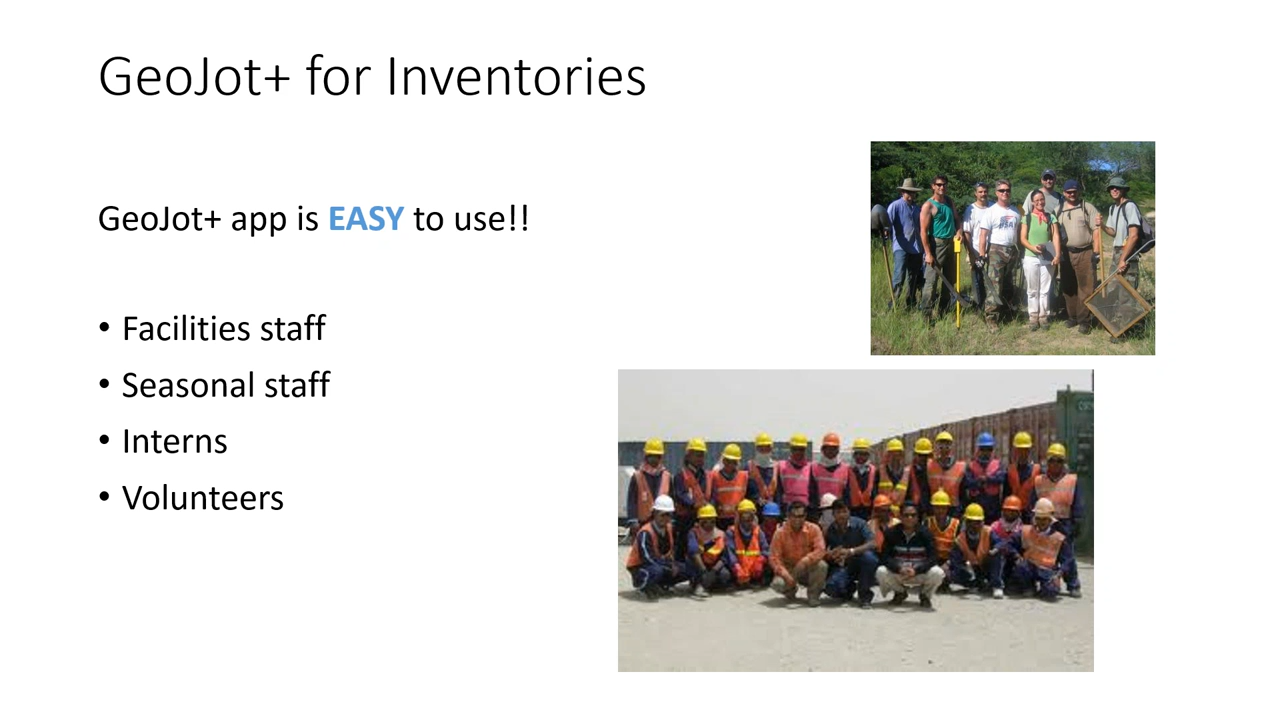 GeoJot+ for Inventories
GeoJot+ app is EASY to use!!
• Facilities staff
• Seasonal staff
• Interns
• Volunteers